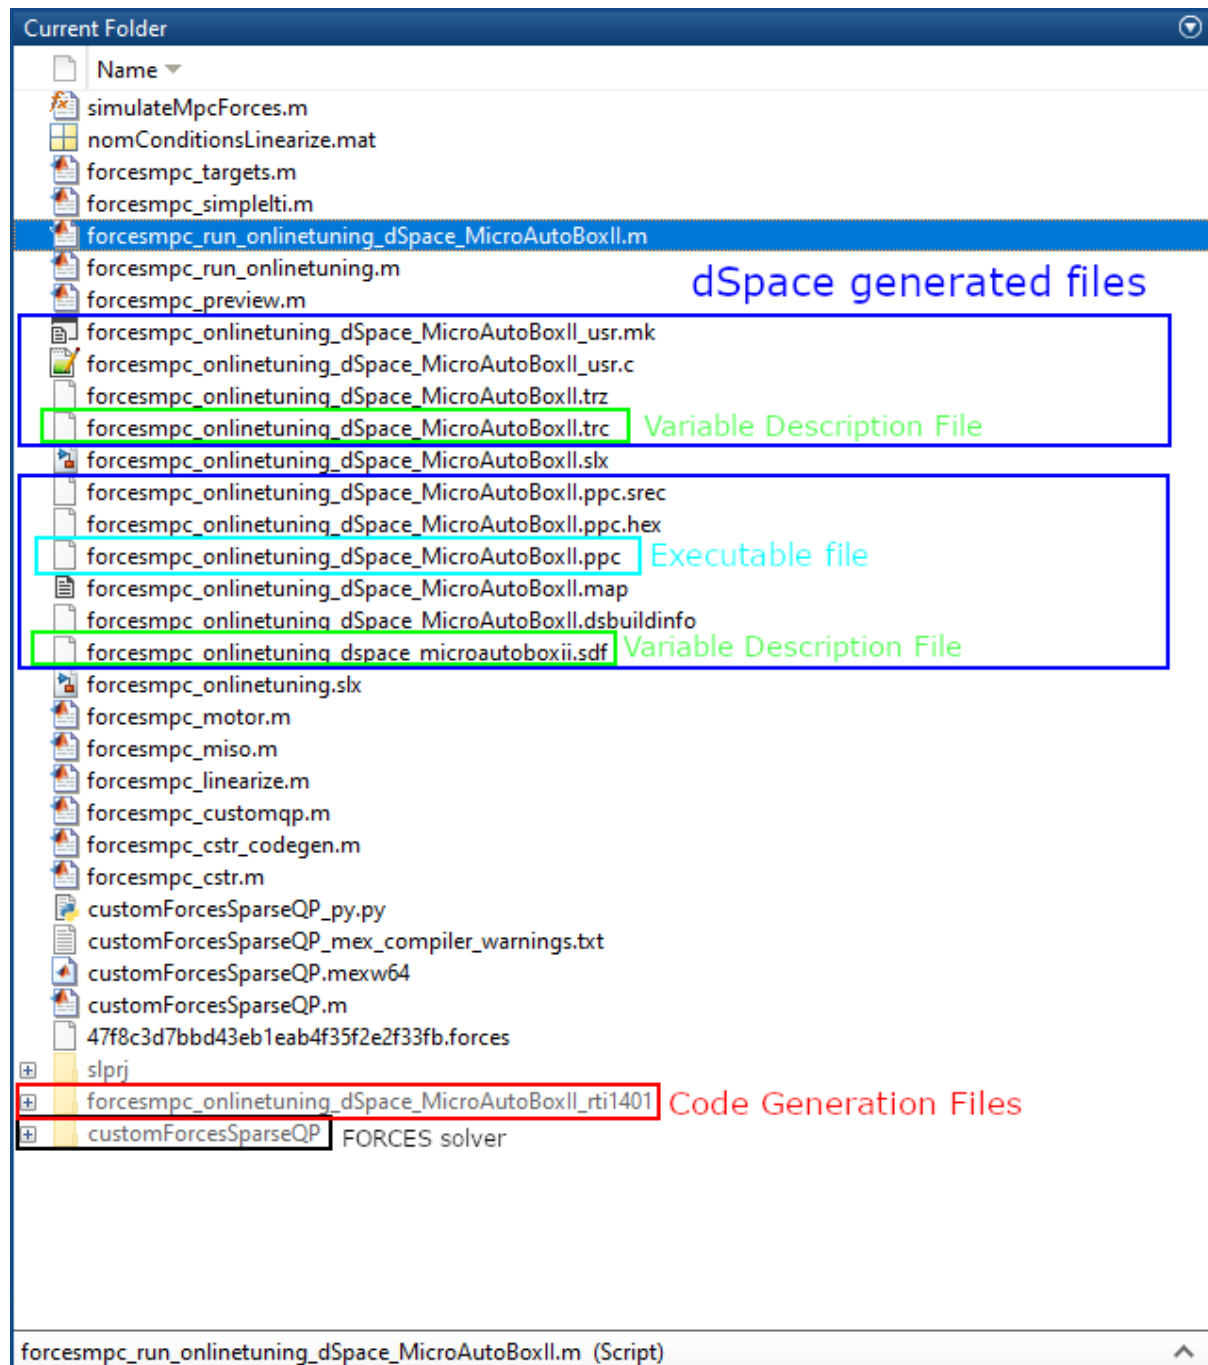 Current Folder
Name
simulateMpcForces.m
nomConditionsLinearize.mat
forcesmpc_targets.m
forcesmpc_simplelti.m
forcesmpc_run_onlinetuning_dSpace_MicroAutoBoxII.m
forcesmpc_run_onlinetuning.m
dSpace generated files
forcesmpc_preview.m
forcesmpc_onlinetuning_dSpace_MicroAutoBoxII_usr.mk
forcesmpc_onlinetuning_dSpace_MicroAutoBoxII_usr.c
forcesmpc_onlinetuning_dSpace_MicroAutoBoxII.trz
forcesmpc_onlinetuning_dSpace_MicroAutoBoxII.trc Variable Description File
forcesmpc_onlinetuning_dSpace_MicroAutoBoxII.slx
forcesmpc_onlinetuning_dSpace_MicroAutoBoxII.ppc.srec
forcesmpc_onlinetuning_dSpace_MicroAutoBoxII.ppc.hex
forcesmpc_onlinetuning_dSpace_MicroAutoBoxII.ppc Executable file
forcesmpc_onlinetuning_dSpace_MicroAutoBoxII.map
forcesmpc_onlinetuning_dSpace_MicroAutoBoxII.dsbuildinfo
forcesmpc_onlinetuning_dspace_microautoboxii.sdf Variable Description File
forcesmpc_onlinetuning.slx
forcesmpc_motor.m
forcesmpc_miso.m
forcesmpc_linearize.m
forcesmpc_customqp.m
forcesmpc_cstr_codegen.m
forcesmpc_cstr.m
customForcesSparseQP_py.py
customForcesSparseQP_mex_compiler_warnings.txt
customForcesSparseQP.mexw64
customForcesSparseQP.m
47f8c3d7bbd43eb1eab4f35f2e2f33fb.forces
slprj
forcesmpc_onlinetuning_dSpace_MicroAutoBoxII_rti1401 Code Generation Files
customForcesSparseQP FORCES solver
forcesmpc_run_onlinetuning_dSpace_MicroAutoBoxII.m (Script)